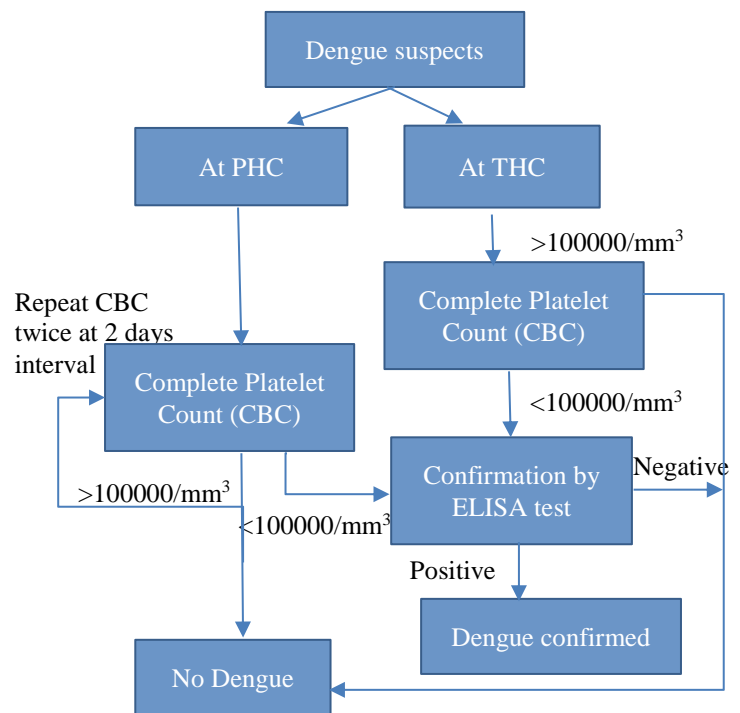 Dengue suspects
At PHC
At THC
>100000/mm³
Repeat CBC
twice at 2 days
interval
Complete Platelet
Count (CBC)
Complete Platelet
Count (CBC)
<100000/mm³
Confirmation by
ELISA test
Negative
>100000/mm³
<100000/mm³
Positive
Dengue confirmed
No Dengue